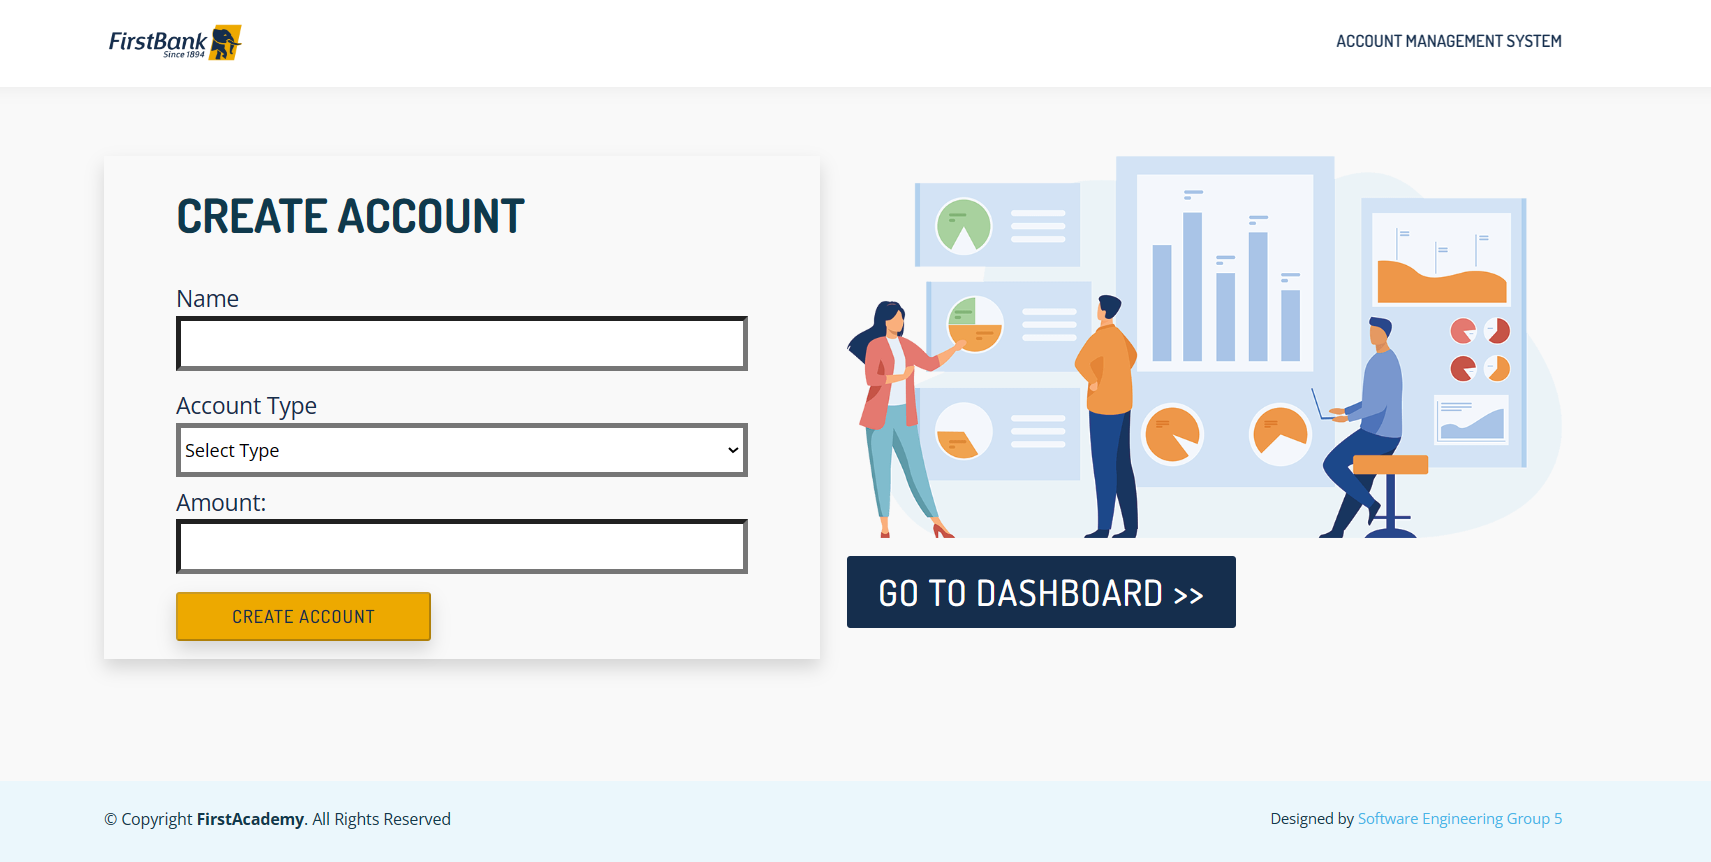 FirstBank
Since 1894
ACCOUNT MANAGEMENT SYSTEM
CREATE ACCOUNT
Name
Account Type
Select Type
Amount:
CREATE ACCOUNT
GO TO DASHBOARD >>
© Copyright FirstAcademy. All Rights Reserved
Designed by Software Engineering Group 5